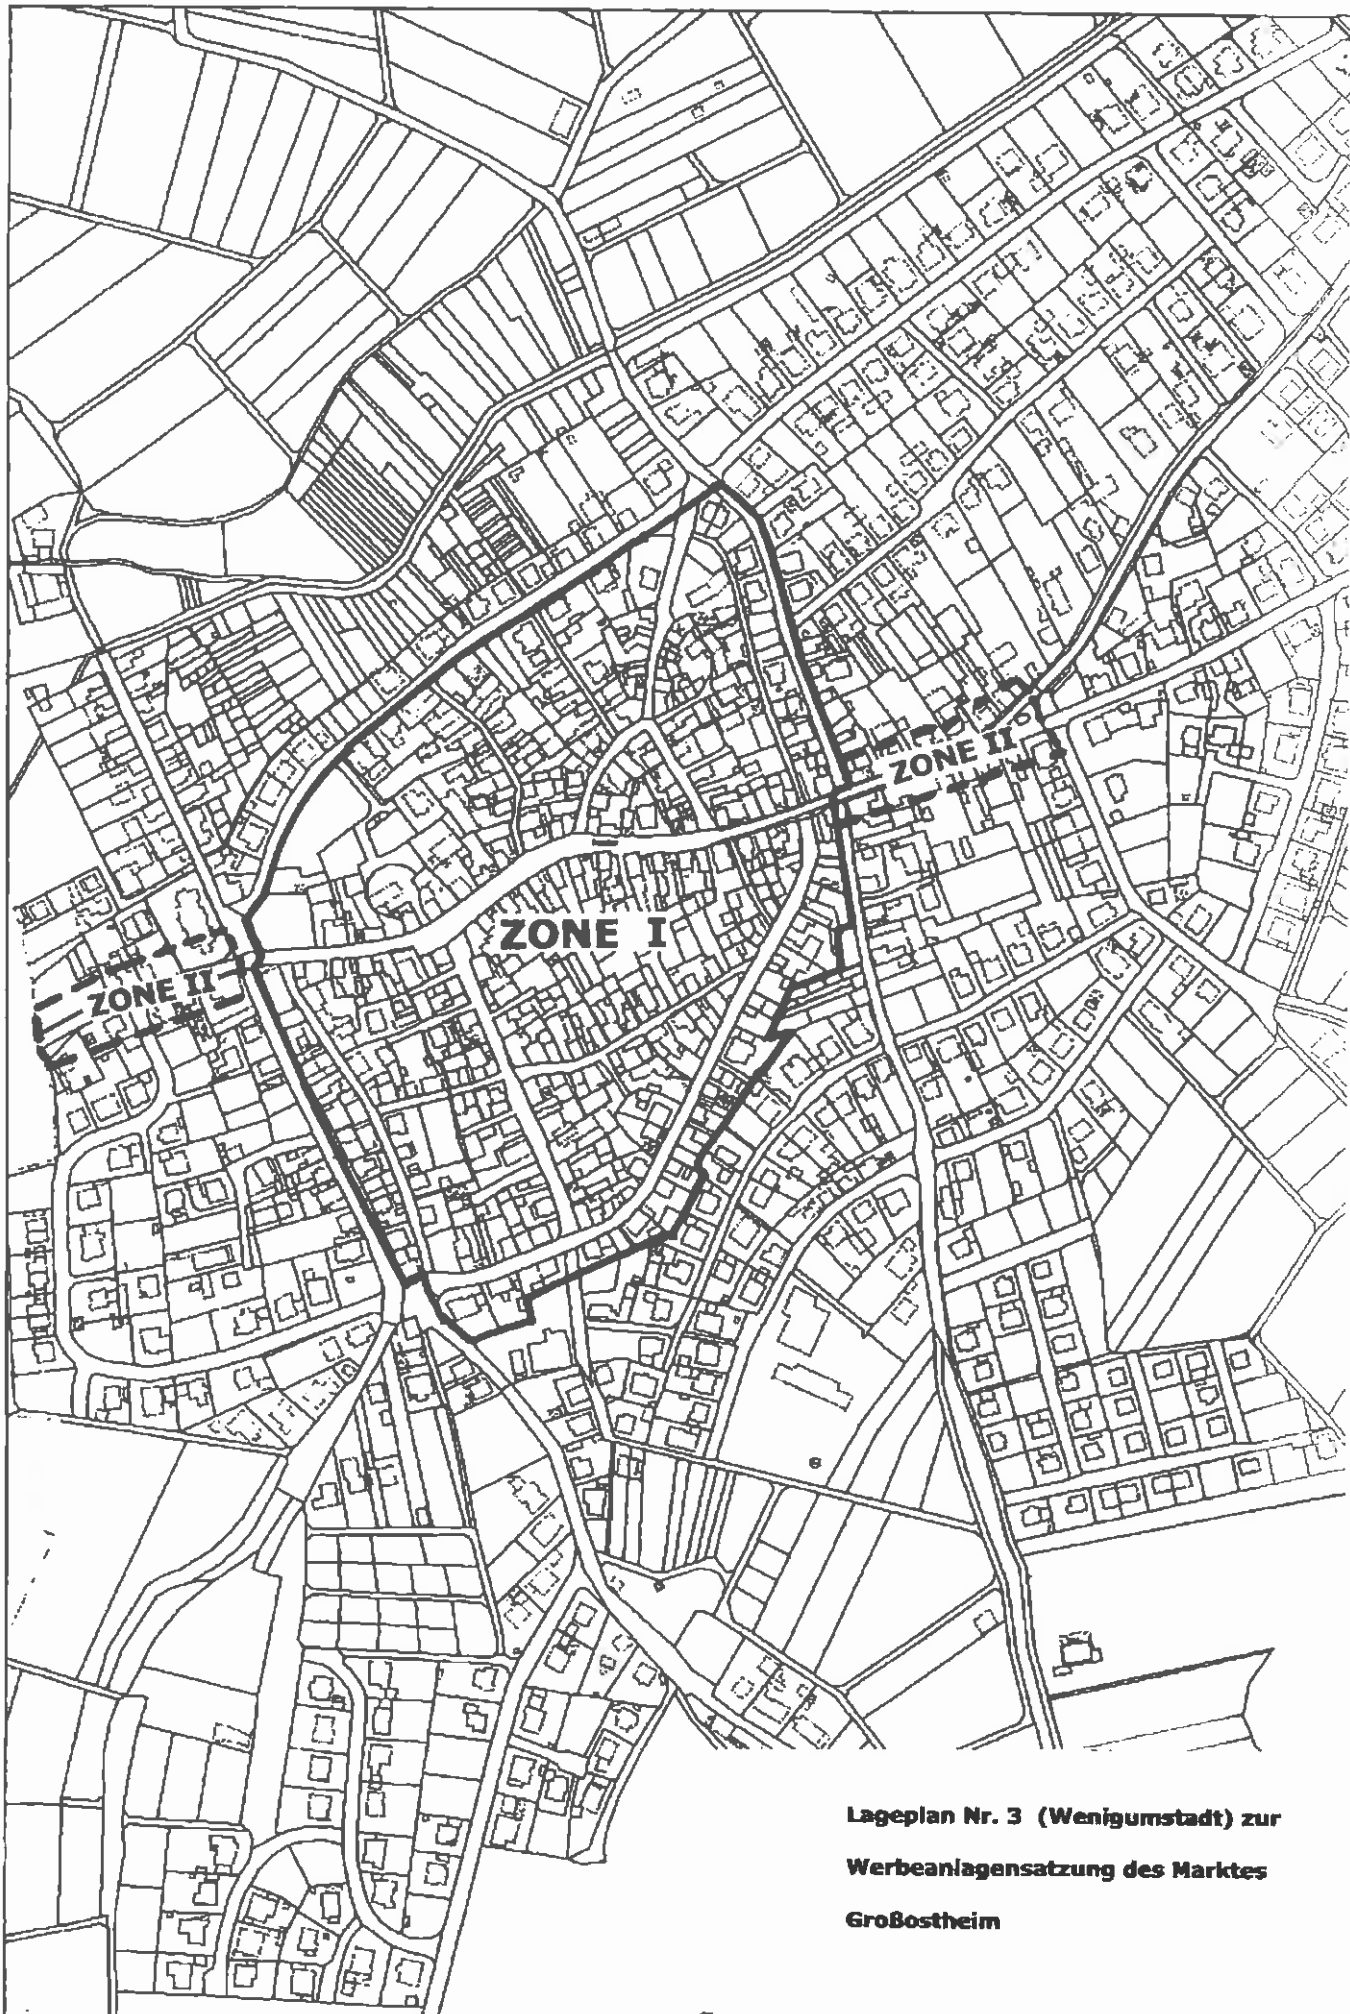 ZONE II
ZONE I
ZONE II
Lageplan Nr. 3 (Wenigumstadt) zur
Werbeanlagensatzung des Marktes
Großostheim